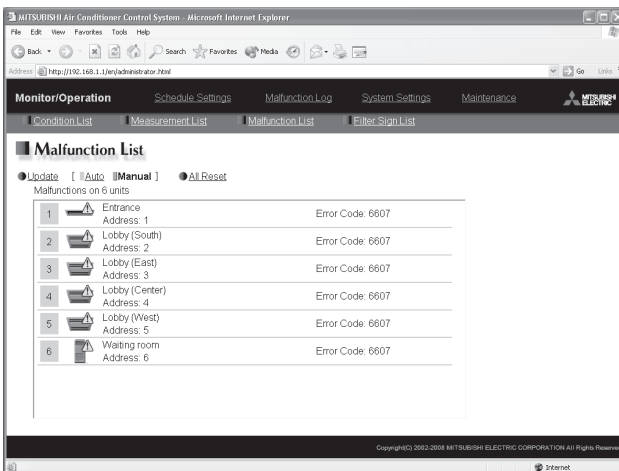 MITSUBISHI Air Conditioner Control System - Microsoft Internet Explorer
File Edit View Favorites Tools Help
Back Search Favorites Media
Address http://192.168.1.1/en/administrator.html Go Links
Monitor/Operation Schedule Settings Malfunction Log System Settings Maintenance MITSUBISHI ELECTRIC
Condition List Measurement List Malfunction List Filter Sign List
Malfunction List
Update [ Auto Manual ] All Reset
Malfunctions on 6 units
1 Entrance
Address: 1 Error Code: 6607
2 Lobby (South)
Address: 2 Error Code: 6607
3 Lobby (East)
Address: 3 Error Code: 6607
4 Lobby (Center)
Address: 4 Error Code: 6607
5 Lobby (West)
Address: 5 Error Code: 6607
6 Waiting room
Address: 6 Error Code: 6607
Copyright(C) 2002-2008 MITSUBISHI ELECTRIC CORPORATION All Rights Reserve
Internet